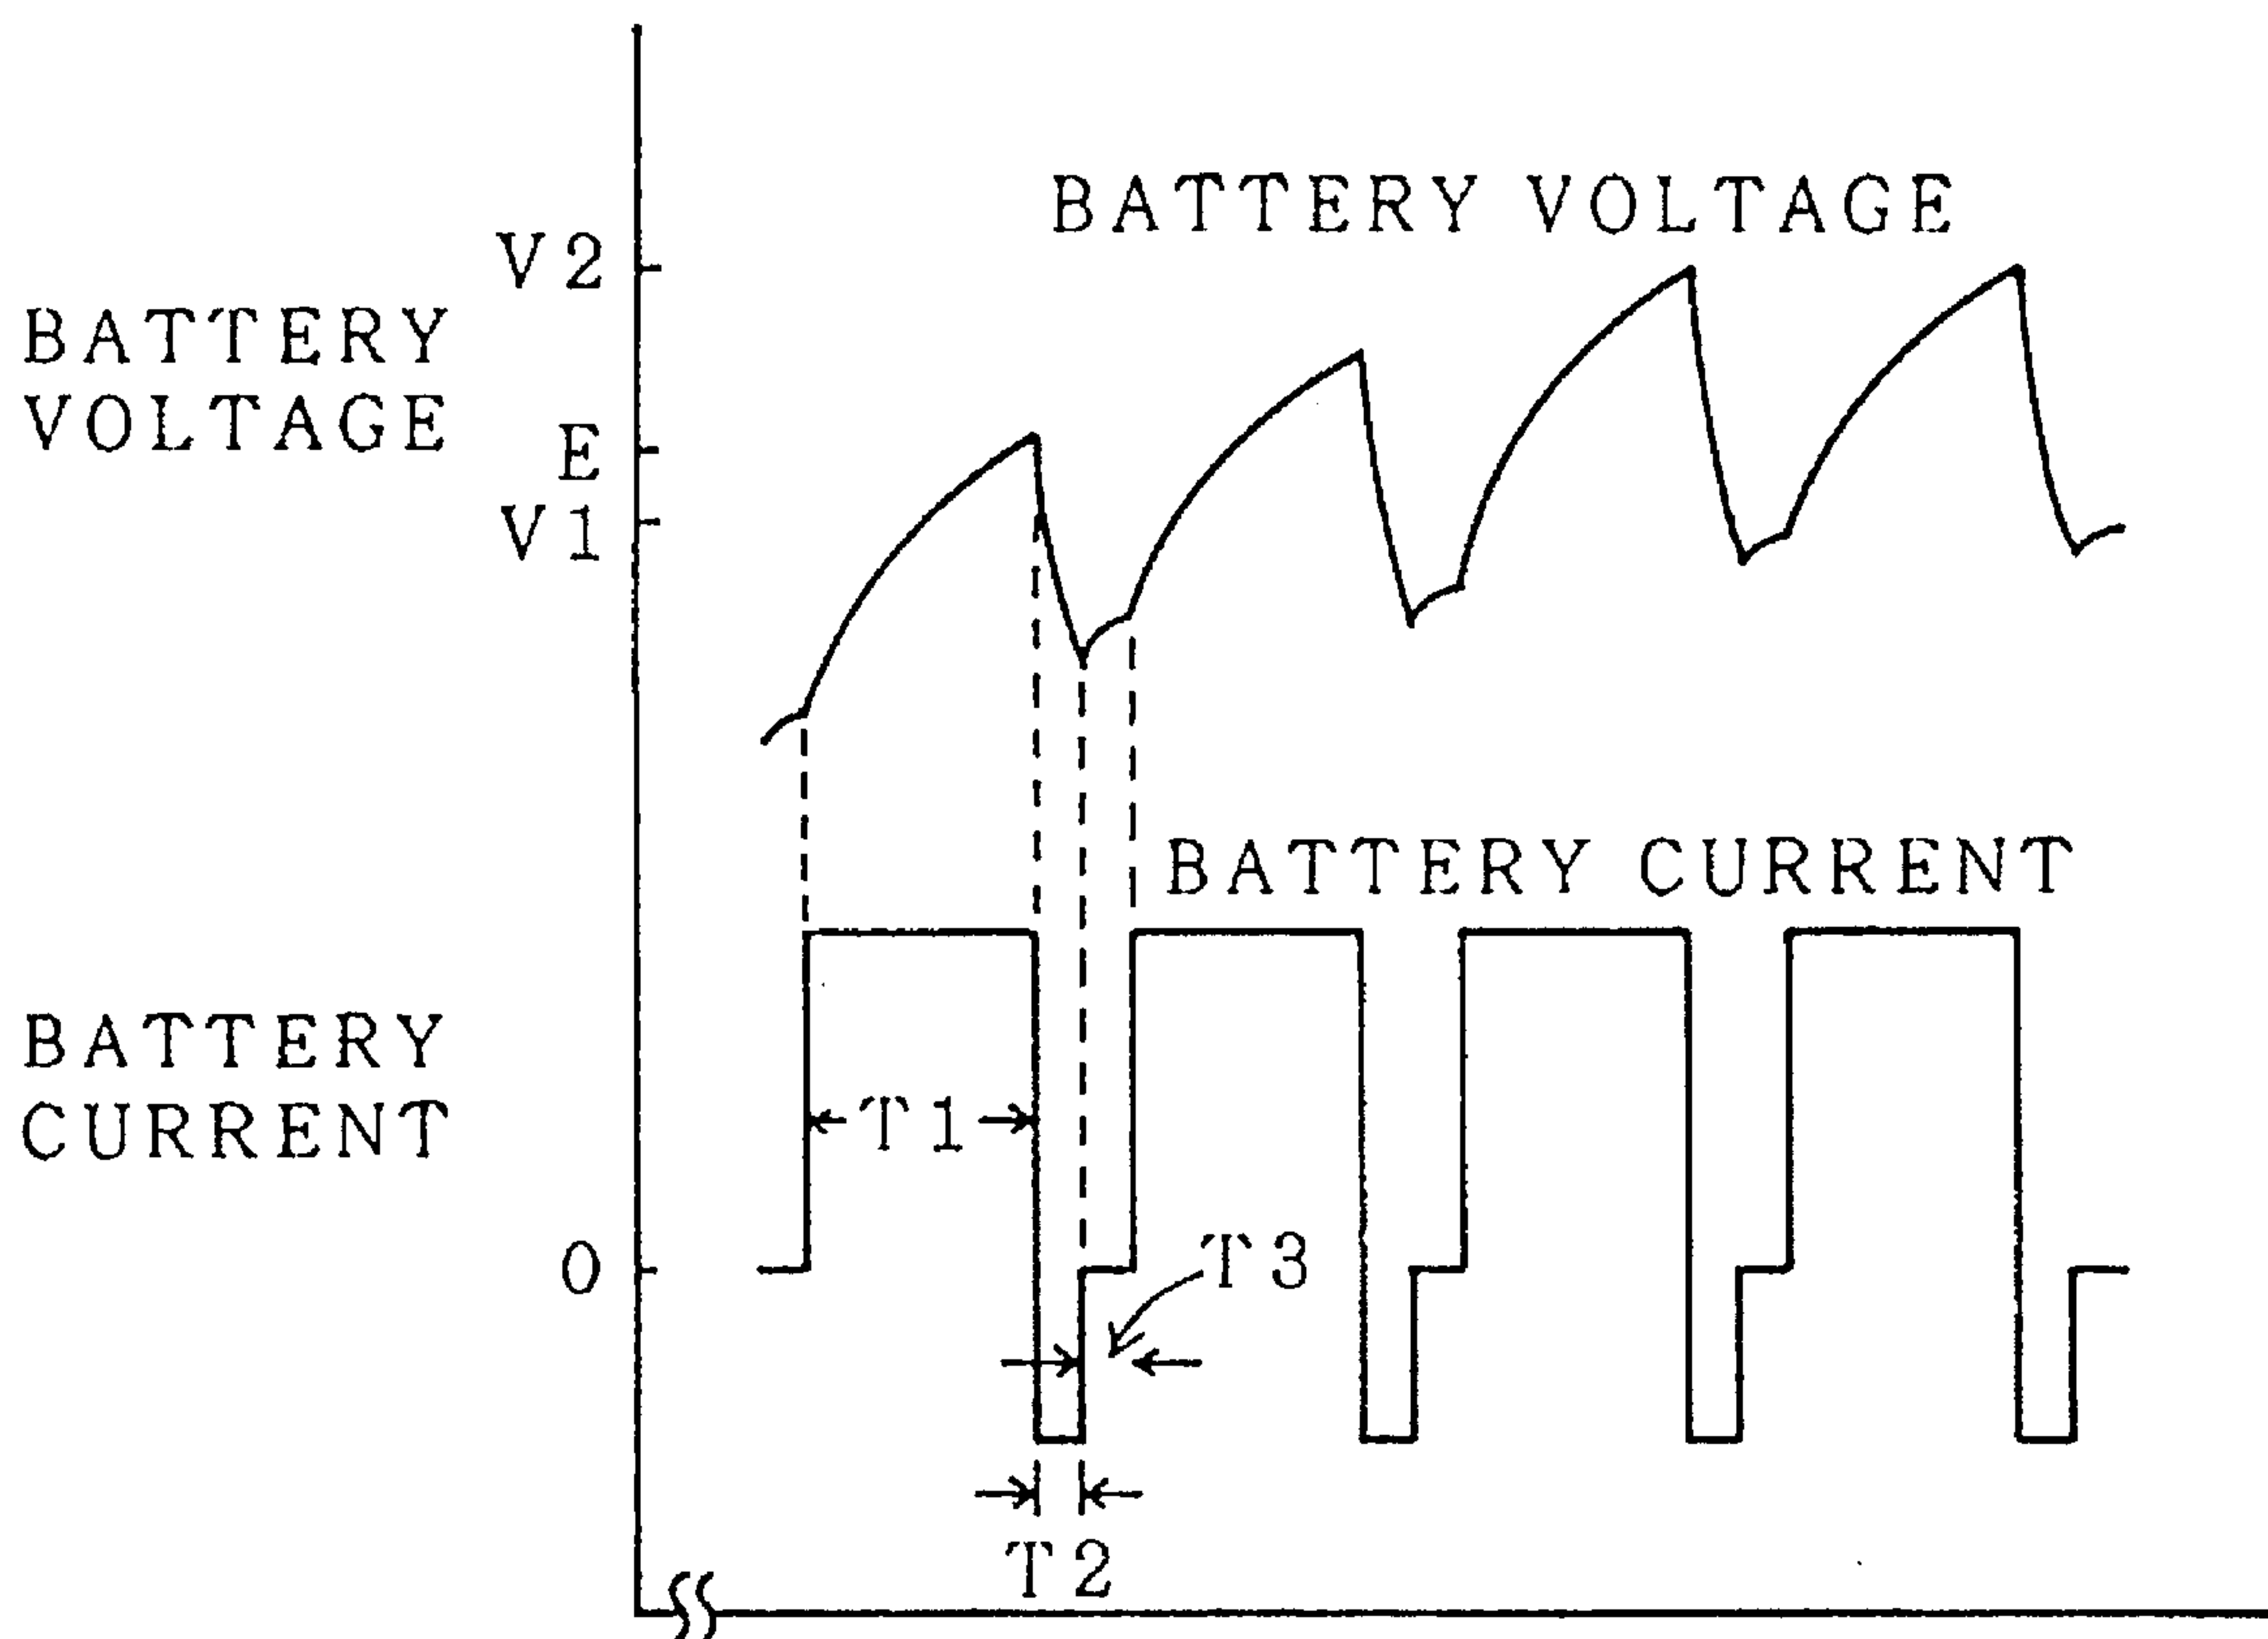 BATTERY VOLTAGE
V2
BATTERY
VOLTAGE
E
V1
BATTERY CURRENT
BATTERY
CURRENT
T1
0
T3
T2